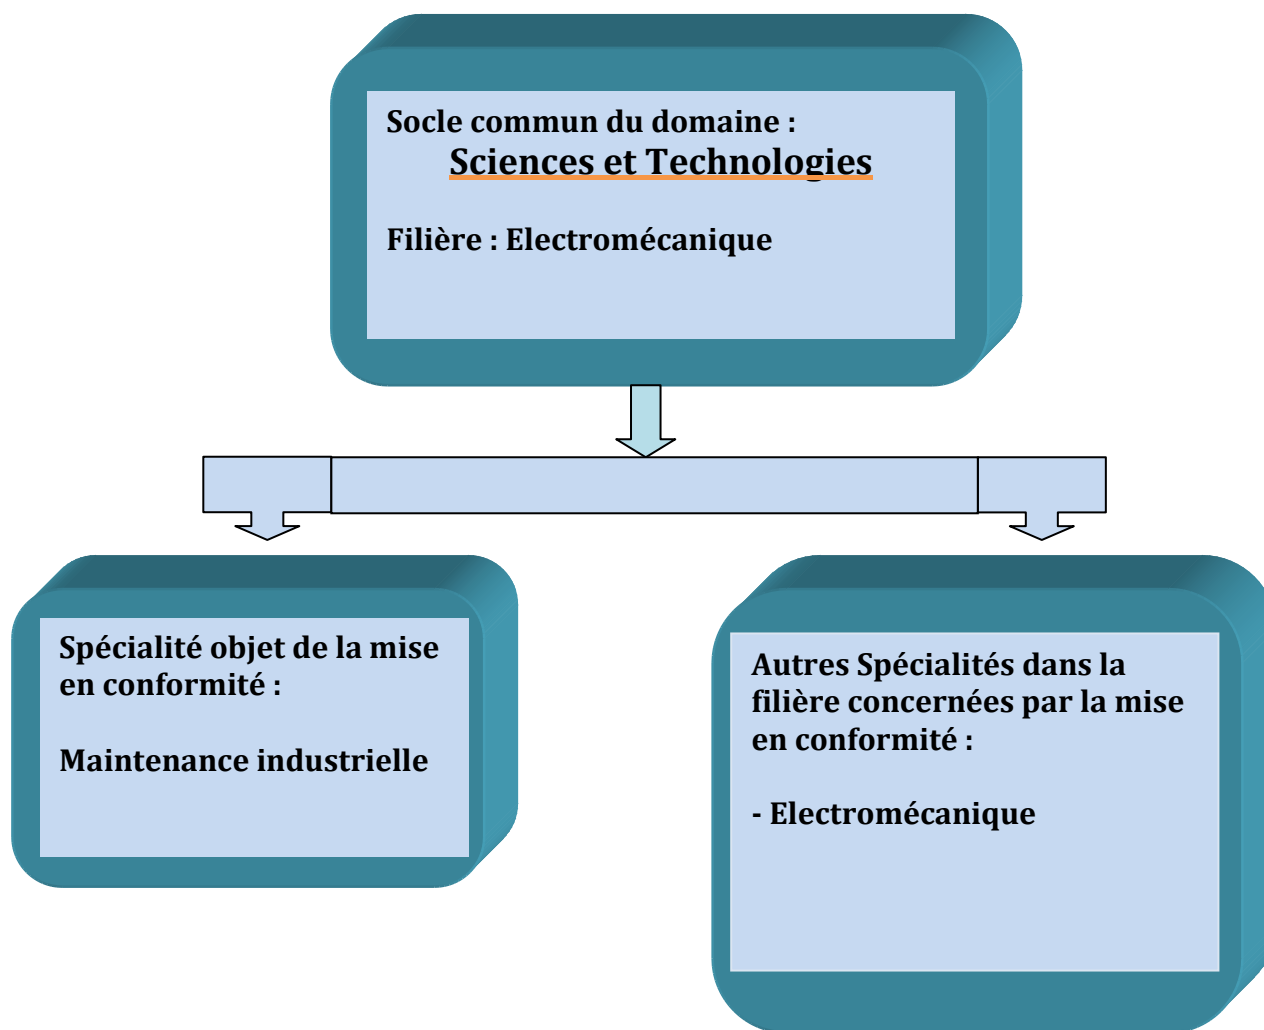 Socle commun du domaine :
Sciences et Technologies
Filière : Electromécanique
Spécialité objet de la mise
en conformité :
Maintenance industrielle
Autres Spécialités dans la
filière concernées par la mise
en conformité :
- Electromécanique